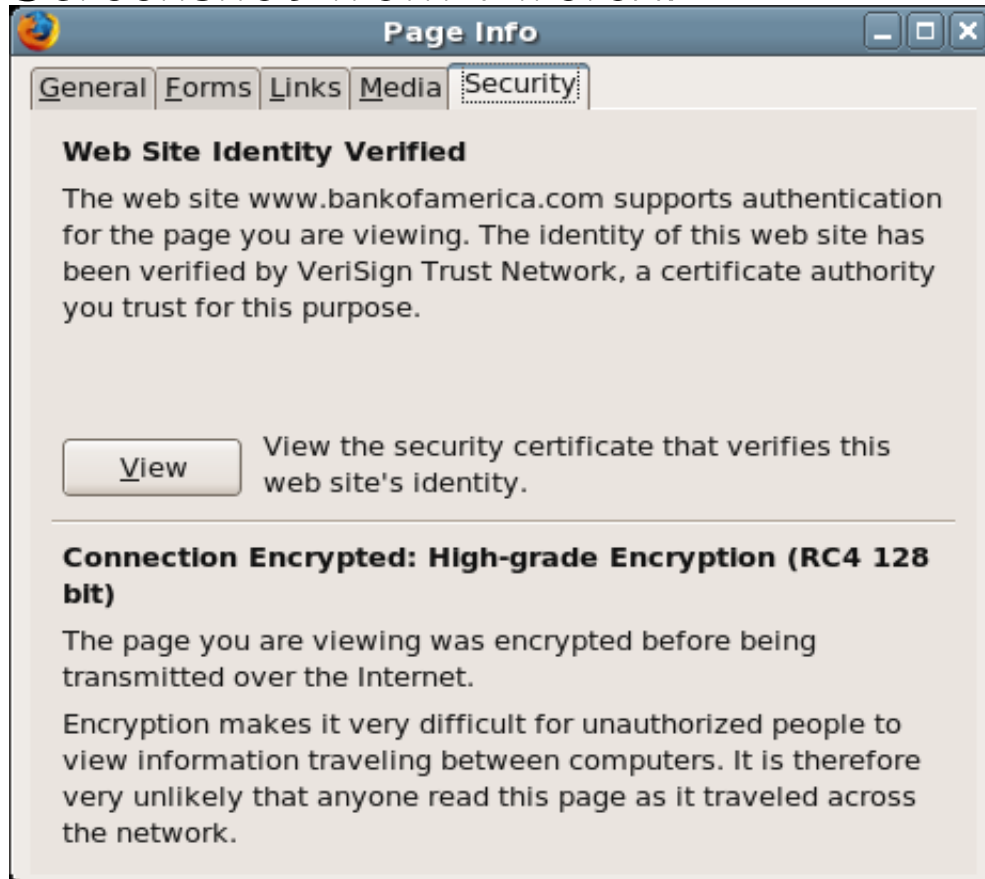 Page Info
General Forms Links Media Security
Web Site Identity Verified
The web site www.bankofamerica.com supports authentication
for the page you are viewing. The identity of this web site has
been verified by VeriSign Trust Network, a certificate authority
you trust for this purpose.
View
View the security certificate that verifies this
web site's identity.
Connection Encrypted: High-grade Encryption (RC4 128
bit)
The page you are viewing was encrypted before being
transmitted over the Internet.
Encryption makes it very difficult for unauthorized people to
view information traveling between computers. It is therefore
very unlikely that anyone read this page as it traveled across
the network.